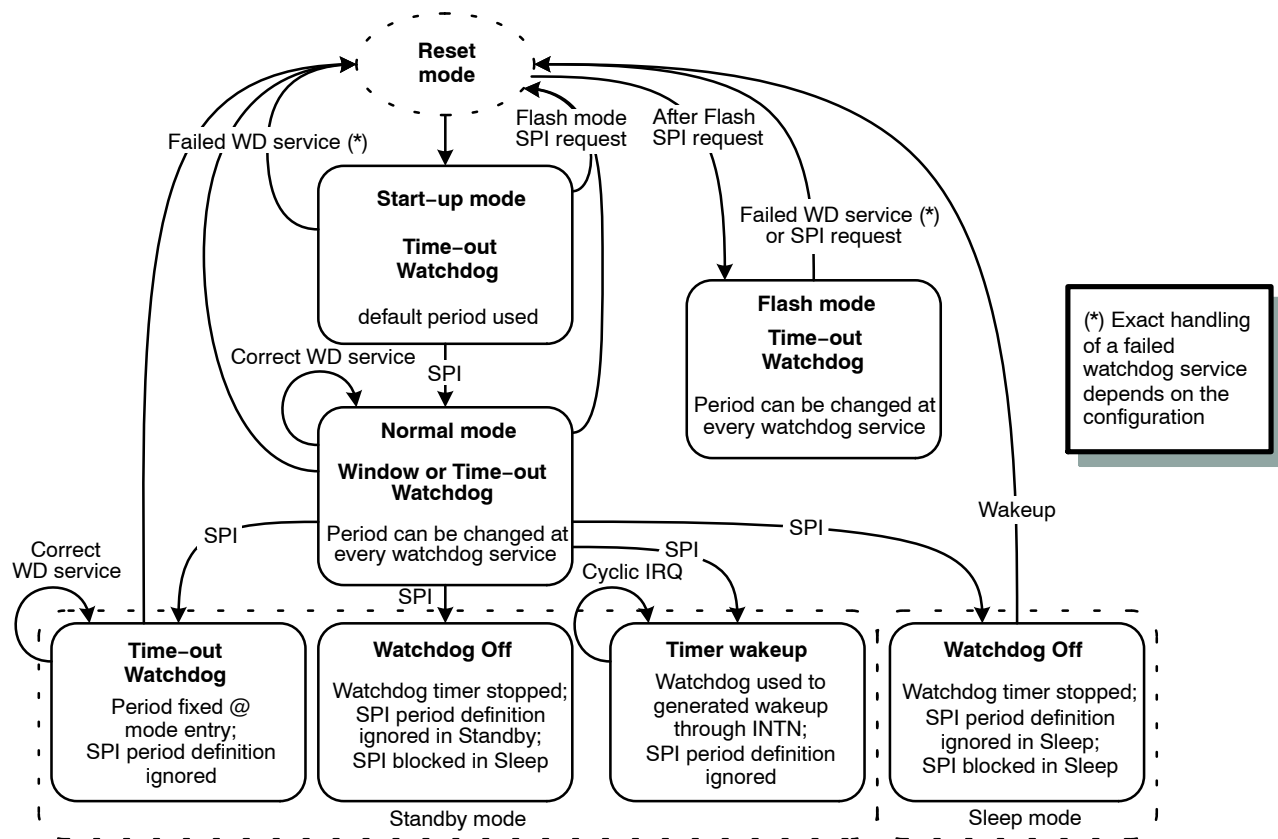 Reset
mode
Failed WD service (*)
Flash mode
SPI request
After Flash
SPI request
Start−up mode
Time−out
Watchdog
default period used
Failed WD service (*)
or SPI request
Flash mode
Time−out
Watchdog
Period can be changed at
every watchdog service
(*) Exact handling
of a failed
watchdog service
depends on the
configuration
Correct WD service
SPI
Normal mode
Window or Time−out
Watchdog
Period can be changed at
every watchdog service
Wakeup
SPI
SPI
SPI
Correct
WD service
SPI
Cyclic IRQ
Time−out
Watchdog
Period fixed @
mode entry;
SPI period definition
ignored
Watchdog Off
Watchdog timer stopped;
SPI period definition
ignored in Standby;
SPI blocked in Sleep
Timer wakeup
Watchdog used to
generated wakeup
through INTN;
SPI period definition
ignored
Watchdog Off
Watchdog timer stopped;
SPI period definition
ignored in Sleep;
SPI blocked in Sleep
Standby mode
Sleep mode